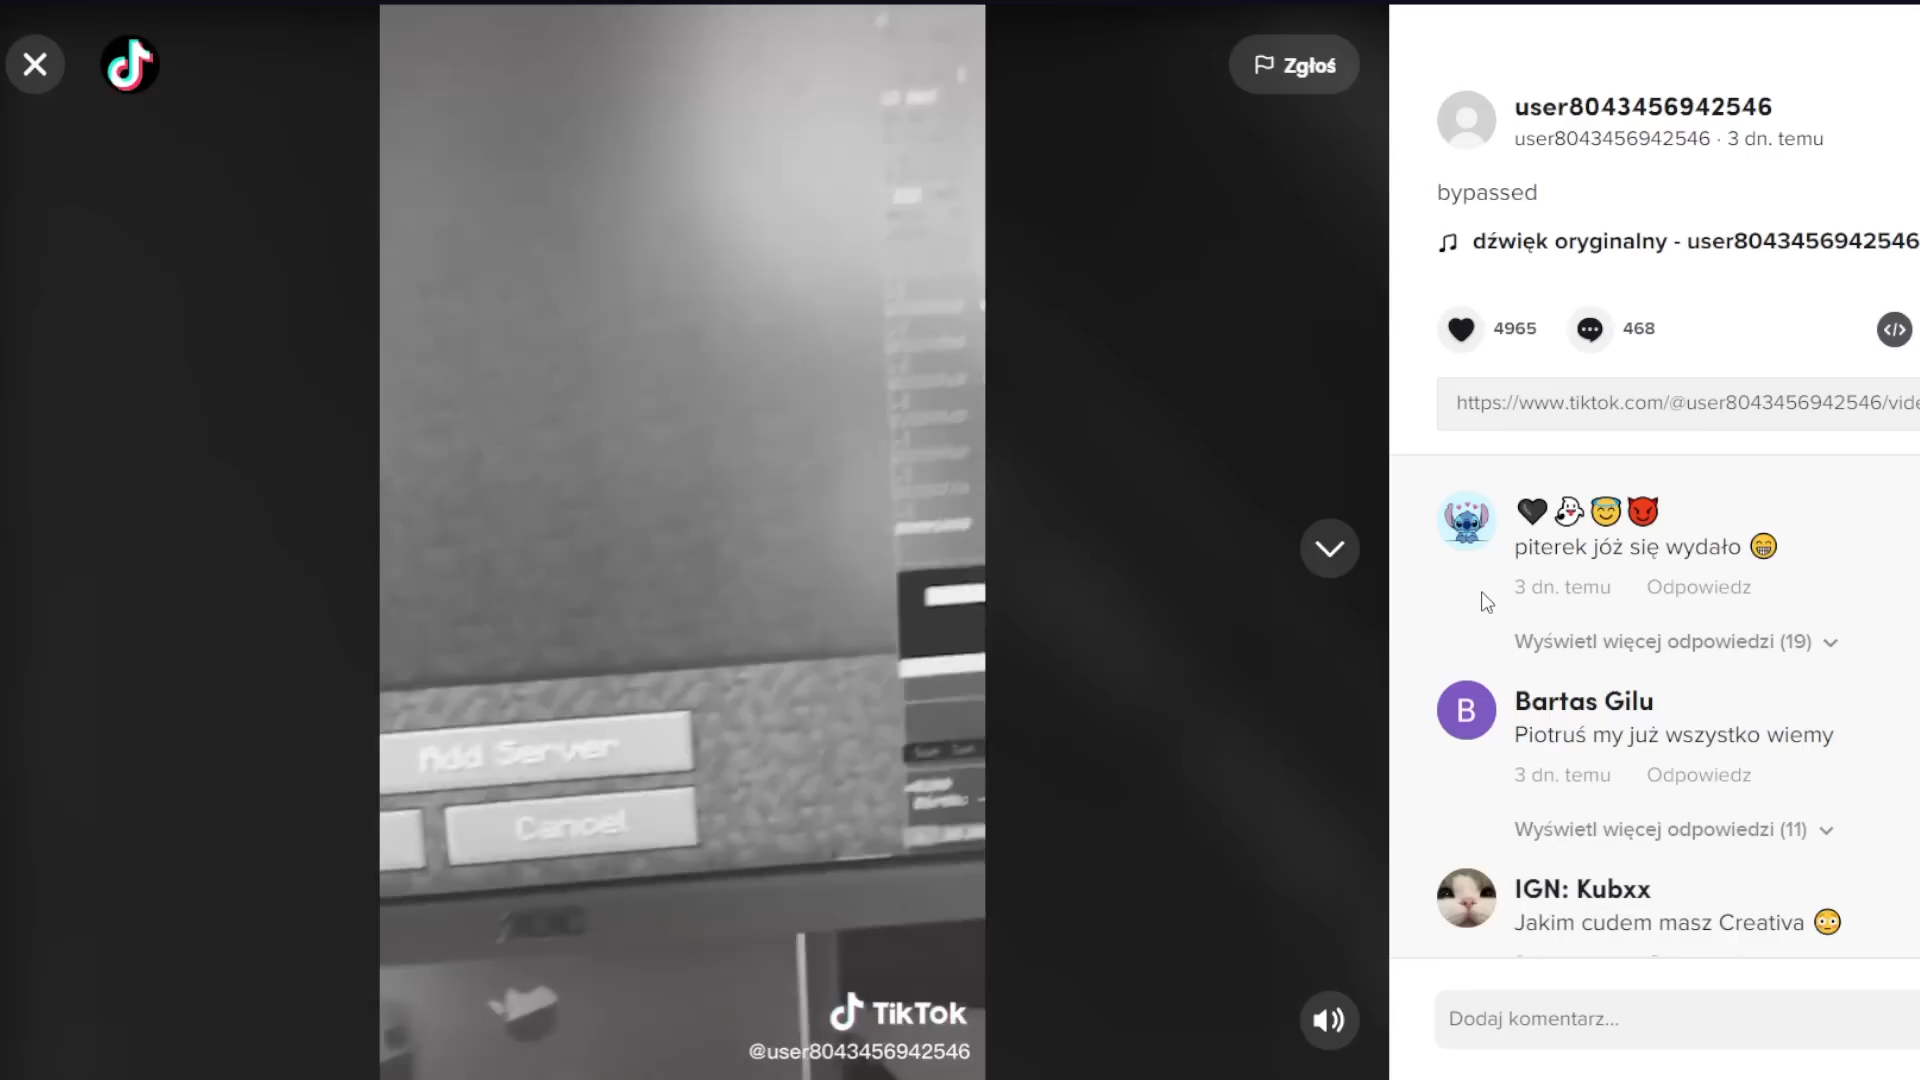 Zgłoś
Add Server
Cancel
TikTok
@user8043456942546
user8043456942546
user8043456942546 · 3 dn. temu
bypassed
dźwięk oryginalny - user8043456942546
4965
468
https://www.tiktok.com/@user8043456942546/vide
piterek jóż się wydało
3 dn. temu Odpowiedz
Wyświetl więcej odpowiedzi (19)
B
Bartas Gilu
Piotruś my już wszystko wiemy
3 dn. temu Odpowiedz
Wyświetl więcej odpowiedzi (11)
IGN: Kubxx
Jakim cudem masz Creativa
Dodaj komentarz...